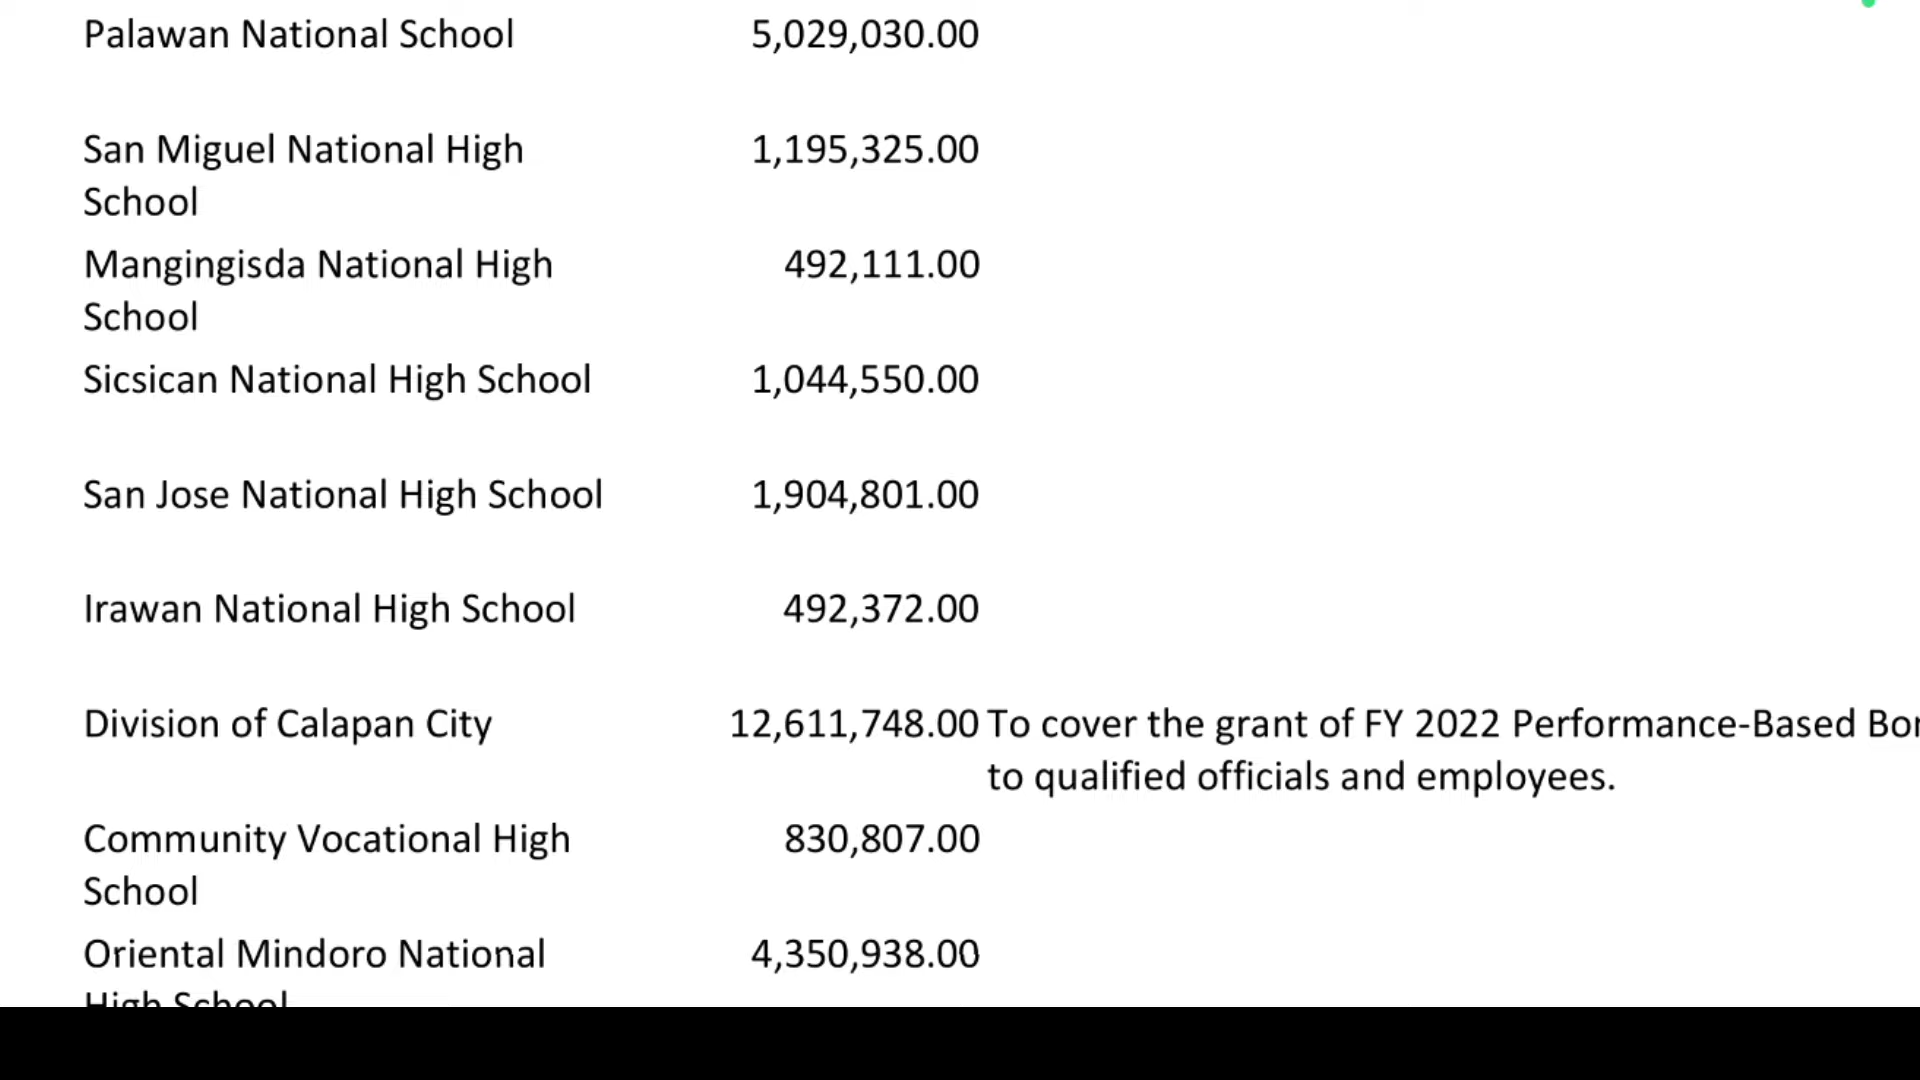 Palawan National School 5,029,030.00
San Miguel National High 1,195,325.00
School
Mangingisda National High 492,111.00
School
Sicsican National High School 1,044,550.00
San Jose National High School 1,904,801.00
Irawan National High School 492,372.00
Division of Calapan City 12,611,748.00 To cover the grant of FY 2022 Performance-Based
to qualified officials and employees.
Community Vocational High 830,807.00
School
Oriental Mindoro National 4,350,938.00
High School